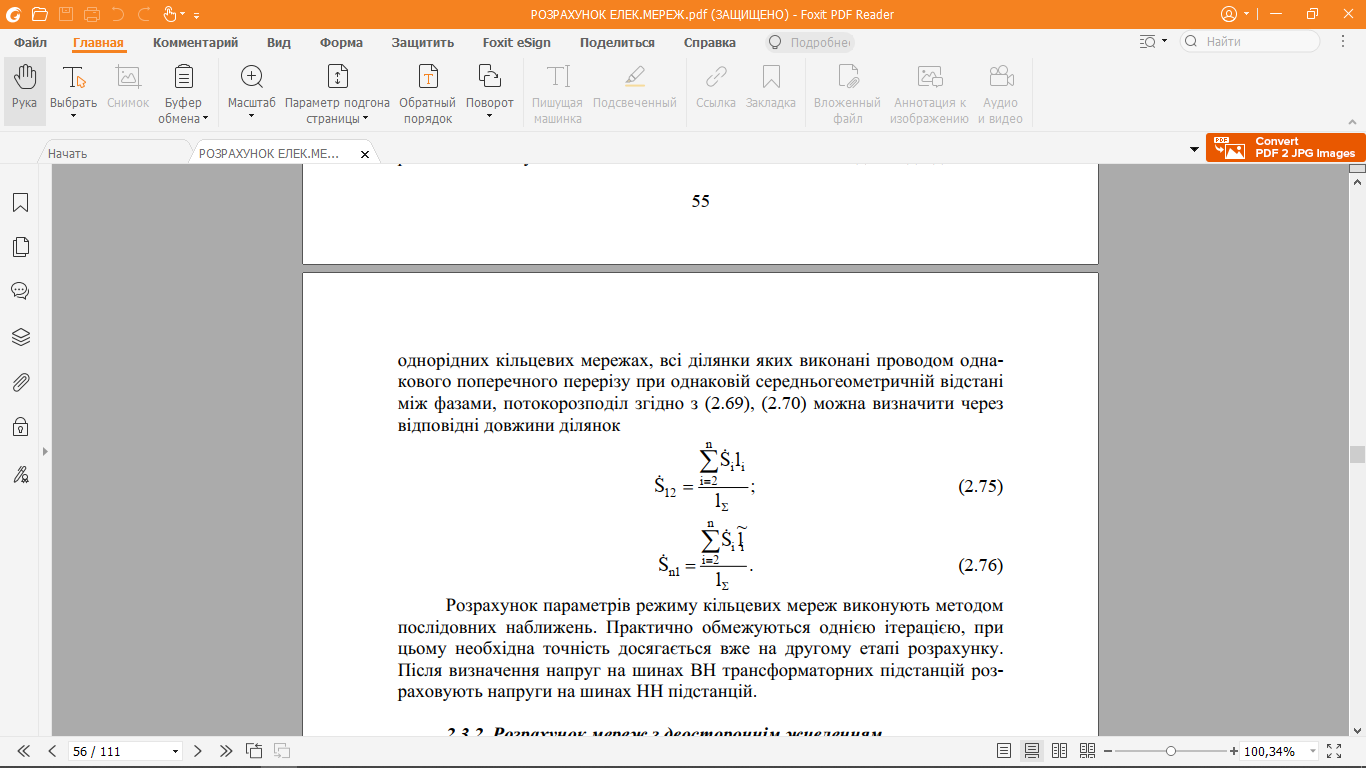 РОЗРАХУНОК ЕЛЕК.МЕРЕЖ.pdf (ЗАЩИЩЕНО) - Foxit PDF Reader
Файл Главная Комментарий Вид Форма Защитить Foxit eSign Поделиться Справка Подробнес Найти
Рука Выбрать Снимок Буфер обмена Масштаб Параметр подгона страницы Обратный порядок Поворот Пишущая машинка Подсвеченный Ссылка Закладка Вложенный файл Аннотация к изображению Аудио и видео
Начать РОЗРАХУНОК ЕЛЕК.МЕ...
Convert
PDF 2 JPG Images
55
однорідних кільцевих мережах, всі ділянки яких виконані проводом одна-
кового поперечного перерізу при однаковій середньогеометричній відстані
між фазами, потокорозподіл згідно з (2.69), (2.70) можна визначити через
відповідні довжини ділянок
Ṡ₁₂ = ∑ⁿᵢ₌₂ Ṡᵢlᵢ / l_Σ ; (2.75)
Ṡₙ₁ = ∑ⁿᵢ₌₂ Ṡᵢl̃ᵢ / l_Σ . (2.76)
Розрахунок параметрів режиму кільцевих мереж виконують методом
послідовних наближень. Практично обмежуються однією ітерацією, при
цьому необхідна точність досягається вже на другому етапі розрахунку.
Після визначення напруг на шинах ВН трансформаторних підстанцій роз-
раховують напруги на шинах НН підстанцій.
2.3.2. Розрахунок мереж з двостороннім живленням
56 / 111 100,34%